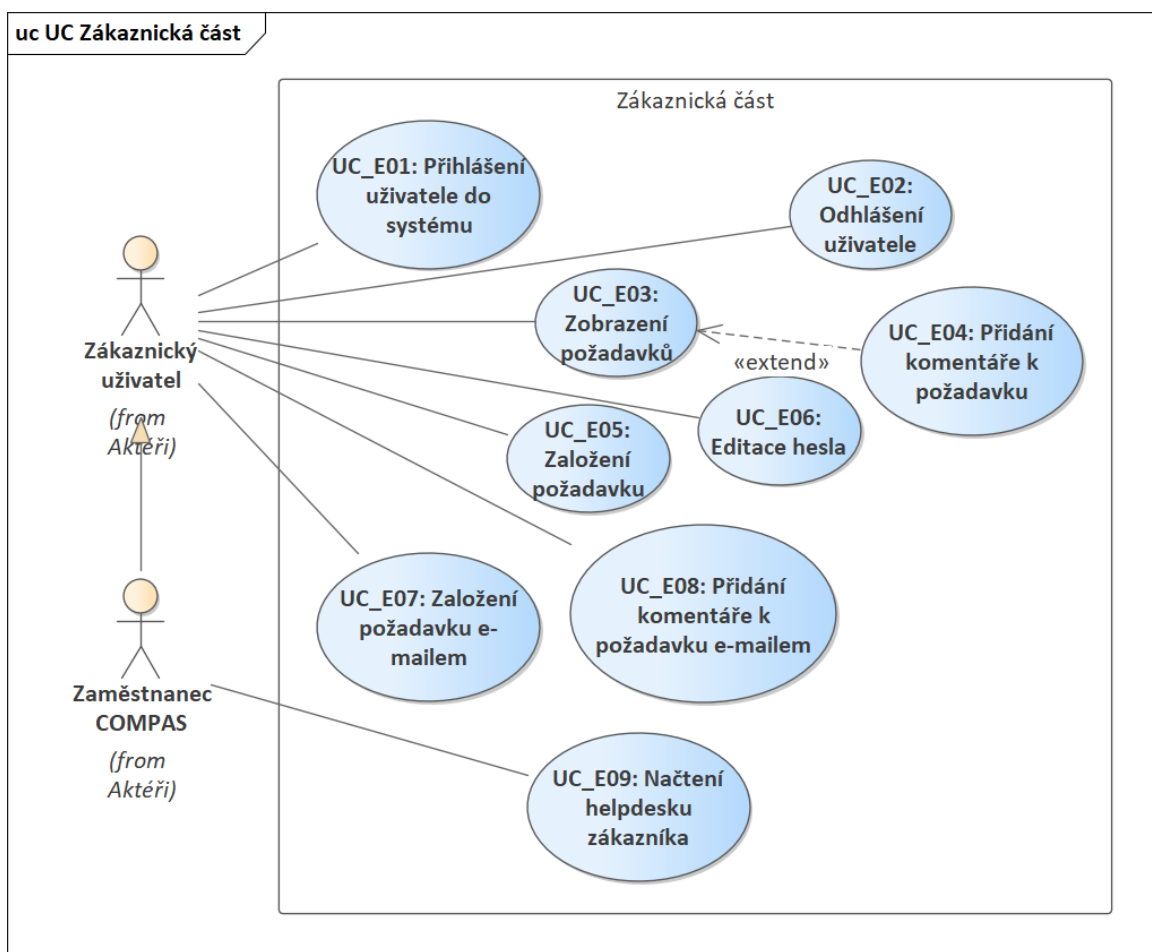 uc UC Zákaznická část
Zákaznická část
UC_E01: Přihlášení
uživatele do
systému
UC_E02:
Odhlášení
uživatele
UC_E03:
Zobrazení
požadavků
UC_E04: Přidání
komentáře k
požadavku
«extend»
Zákaznický
uživatel
(from
Aktéři)
UC_E05:
Založení
požadavku
UC_E06:
Editace hesla
UC_E07: Založení
požadavku e-
mailem
UC_E08: Přidání
komentáře k
požadavku e-mailem
Zaměstnanec
COMPAS
(from
Aktéři)
UC_E09: Načtení
helpdesku
zákazníka